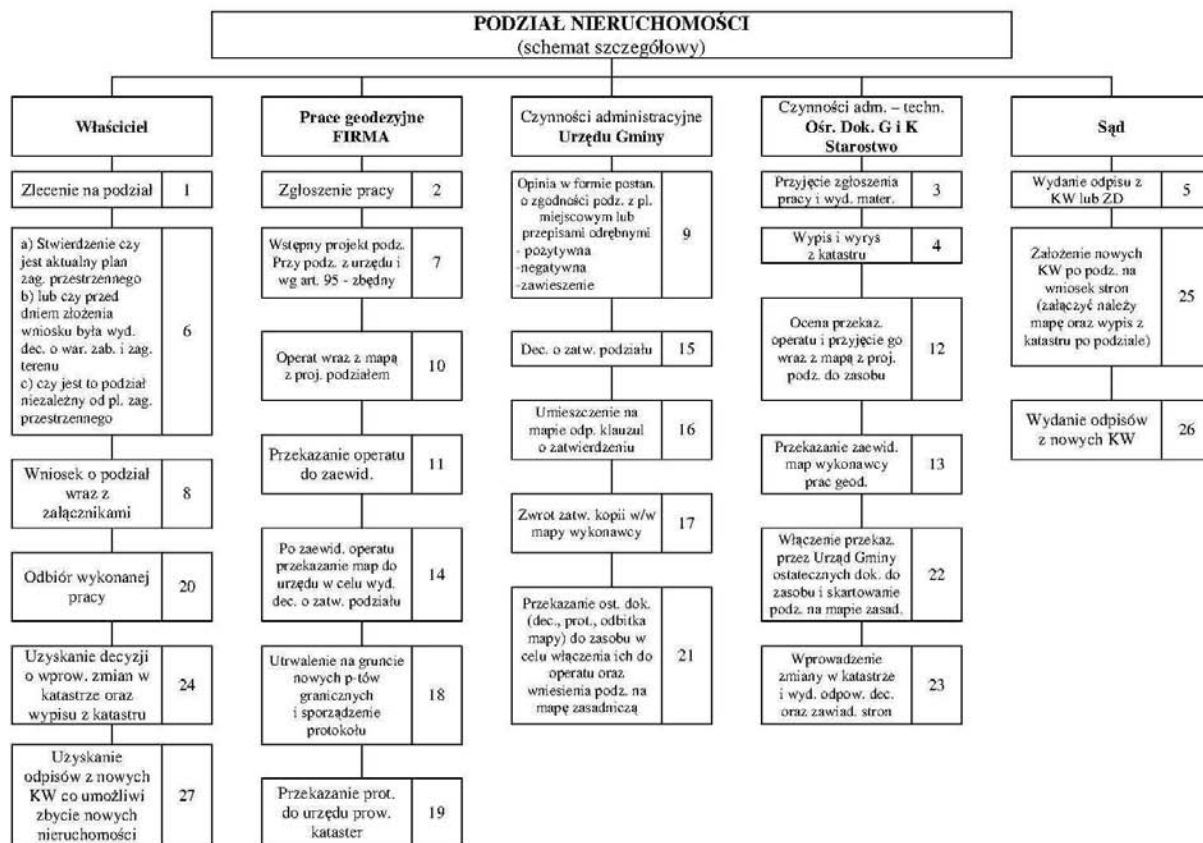 PODZIAŁ NIERUCHOMOŚCI
(schemat szczegółowy)
Właściciel
Zlecenie na podział
1
a) Stwierdzenie czy
jest aktualny plan
zag. przestrzennego
b) lub czy przed
dniem złożenia
wniosku była wyd.
dec. o war. zab. i zag.
terenu
c) czy jest to podział
niezależny od pl. zag.
przestrzennego
6
Wniosek o podział
wraz z
załącznikami
8
Odbiór wykonanej
pracy
20
Uzyskanie decyzji
o wprow. zmian w
katastrze oraz
wypisu z katastru
24
Uzyskanie
odpisów z nowych
KW co umożliwi
zbycie nowych
nieruchomości
27
Prace geodezyjne
FIRMA
Zgłoszenie pracy
2
Wstępny projekt podz.
Przy podz. z urzędu i
wg art. 95 - zbędny
7
Operat wraz z mapą
z proj. podziałem
10
Przekazanie operatu
do zaewid.
11
Po zaewid. operatu
przekazanie map do
urzędu w celu wyd.
dec. o zatw. podziału
14
Utrwalenie na gruncie
nowych p-tów
granicznych
i sporządzenie
protokołu
18
Przekazanie prot.
do urzędu prow.
kataster
19
Czynności administracyjne
Urzędu Gminy
Opinia w formie postan.
o zgodności podz. z pl.
miejscowym lub
przepisami odrębnymi
- pozytywna
-negatywna
-zawieszenie
9
Dec. o zatw. podziału
15
Umieszczenie na
mapie odp. klauzul
o zatwierdzeniu
16
Zwrot zatw. kopii w/w
mapy wykonawcy
17
Przekazanie ost. dok.
(dec., prot., odbitka
mapy) do zasobu w
celu włączenia ich do
operatu oraz
wniesienia podz. na
mapę zasadniczą
21
Czynności adm. – techn.
Ośr. Dok. G i K
Starostwo
Przyjęcie zgłoszenia
pracy i wyd. mater.
3
Wypis i wyrys
z katastru
4
Ocena przekaz.
operatu i przyjęcie go
wraz z mapą z proj.
podz. do zasobu
12
Przekazanie zaewid.
map wykonawcy
prac geod.
13
Włączenie przekaz.
przez Urząd Gminy
ostatecznych dok. do
zasobu i skartowanie
podz. na mapie zasad.
22
Wprowadzenie
zmiany w katastrze
i wyd. odpow. dec.
oraz zawiad. stron
23
Sąd
Wydanie odpisu z
KW lub ZD
5
Założenie nowych
KW po podz. na
wniosek stron
(załączyć należy
mapę oraz wypis z
katastru po podziale)
25
Wydanie odpisów
z nowych KW
26